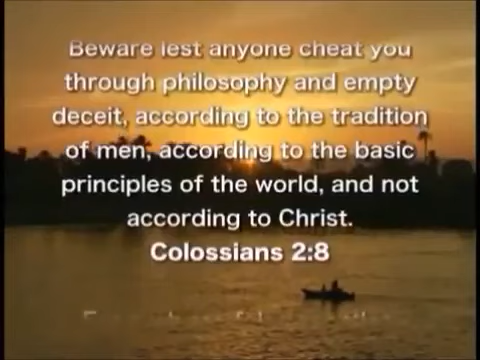 Beware lest anyone cheat you
through philosophy and empty
deceit, according to the tradition
of men, according to the basic
principles of the world, and not
according to Christ.
Colossians 2:8